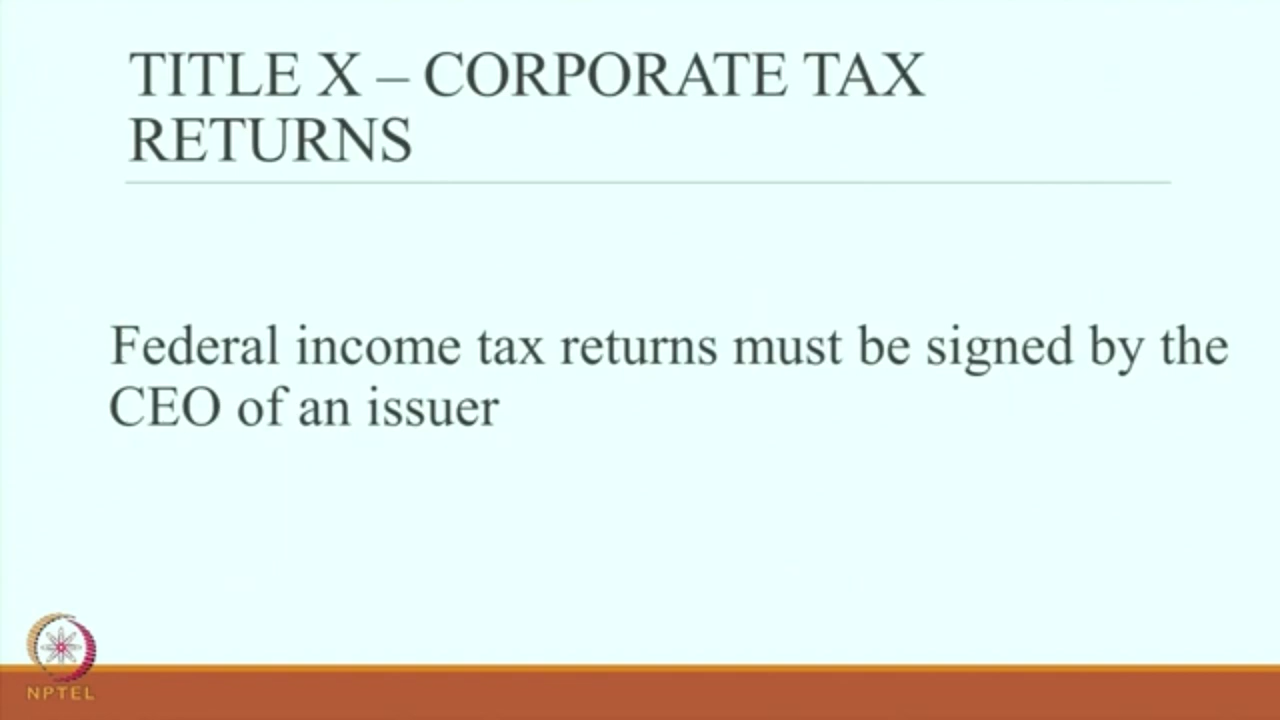 TITLE X – CORPORATE TAX
RETURNS
Federal income tax returns must be signed by the
CEO of an issuer
NPTEL